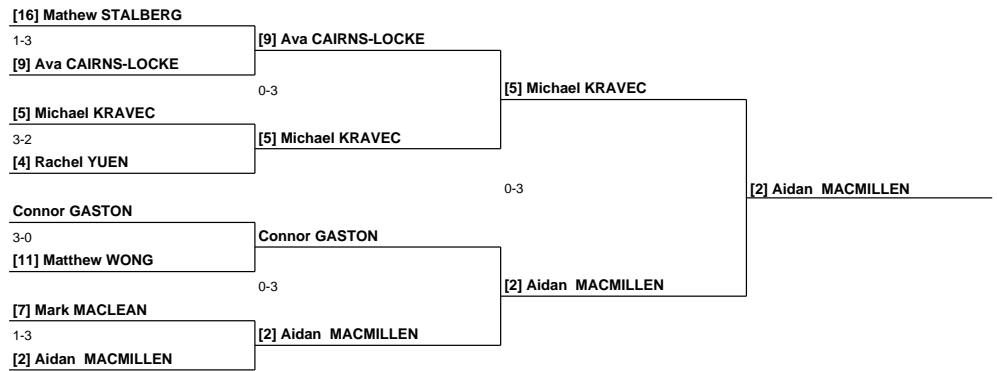 [16] Mathew STALBERG
1-3
[9] Ava CAIRNS-LOCKE
[5] Michael KRAVEC
3-2
[4] Rachel YUEN
Connor GASTON
3-0
[11] Matthew WONG
[7] Mark MACLEAN
1-3
[2] Aidan MACMILLEN
[9] Ava CAIRNS-LOCKE
0-3
[5] Michael KRAVEC
Connor GASTON
0-3
[2] Aidan MACMILLEN
[5] Michael KRAVEC
0-3
[2] Aidan MACMILLEN
[2] Aidan MACMILLEN